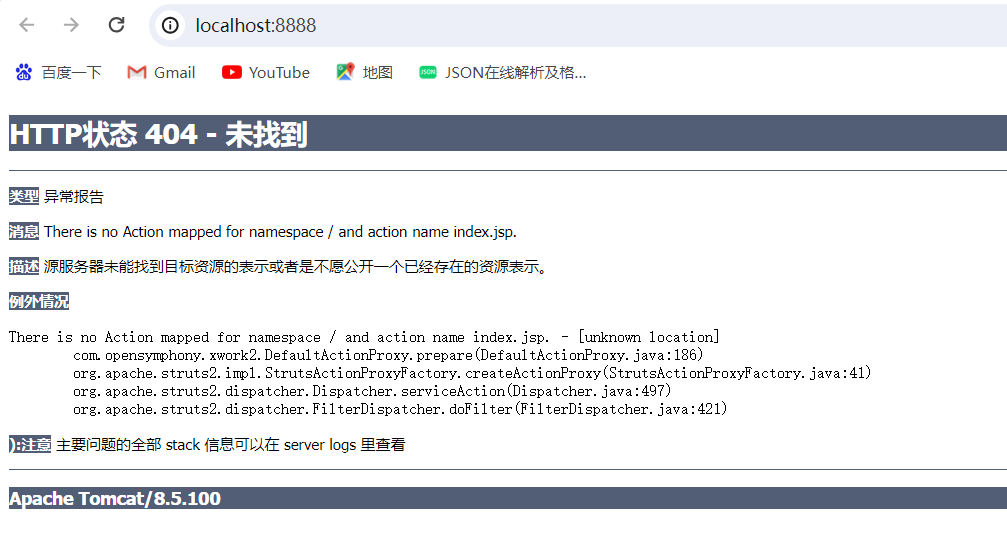 localhost:8888
百度一下 Gmail YouTube 地图 JSON JSON在线解析及格...
HTTP状态 404 - 未找到
类型 异常报告
消息 There is no Action mapped for namespace / and action name index.jsp.
描述 源服务器未能找到目标资源的表示或者是不愿公开一个已经存在的资源表示。
例外情况
There is no Action mapped for namespace / and action name index.jsp. - [unknown location]
com.opensymphony.xwork2.DefaultActionProxy.prepare(DefaultActionProxy.java:186)
org.apache.struts2.impl.StrutsActionProxyFactory.createActionProxy(StrutsActionProxyFactory.java:41)
org.apache.struts2.dispatcher.Dispatcher.serviceAction(Dispatcher.java:497)
org.apache.struts2.dispatcher.FilterDispatcher.doFilter(FilterDispatcher.java:421)
):注意 主要问题的全部 stack 信息可以在 server logs 里查看
Apache Tomcat/8.5.100